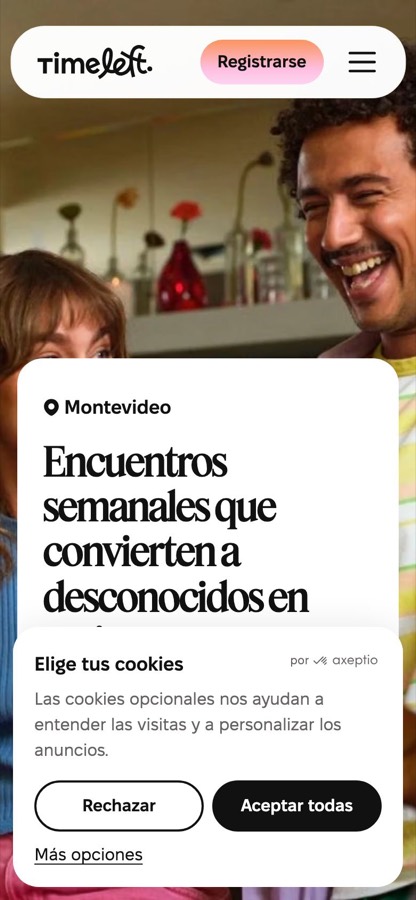 Timeleft.
Registrarse
Montevideo
Encuentros
semanales que
convierten a
desconocidos en
Elige tus cookies
por axeptio
Las cookies opcionales nos ayudan a
entender las visitas y a personalizar los
anuncios.
Rechazar
Aceptar todas
Más opciones